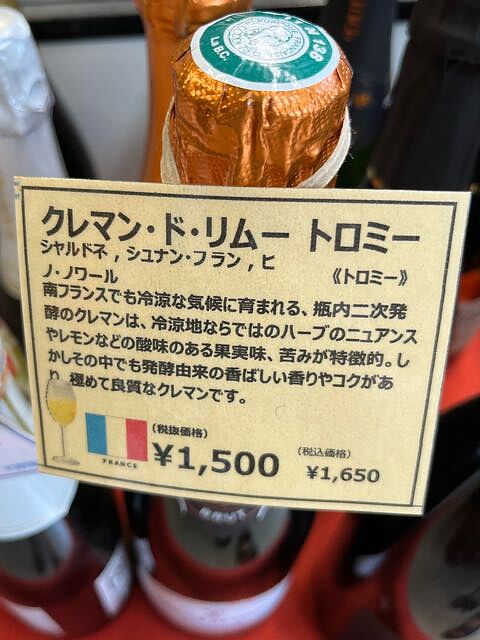 N 138
La B.C.
クレマン・ド・リムー トロミー
シャルドネ , シュナン・フラン , ピ
ノ・ノワール
《トロミー》
南フランスでも冷涼な気候に育まれる、瓶内二次発
酵のクレマンは、冷涼地ならではのハーブのニュアンス
やレモンなどの酸味のある果実味、苦みが特徴的。し
かしその中でも発酵由来の香ばしい香りやコクがあ
り、極めて良質なクレマンです。
FRANCE
(税抜価格)
¥1,500
(税込価格)
¥1,650
BRUT